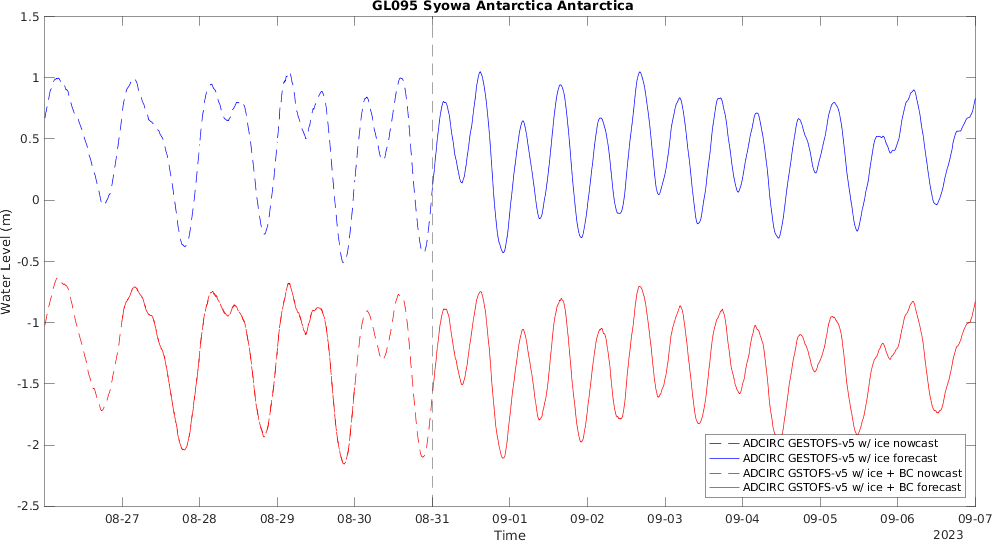 GL095 Syowa Antarctica Antarctica
1.5
1
0.5
0
-0.5
-1
-1.5
-2
-2.5
Water Level (m)
ADCIRC GESTOFS-v5 w/ ice nowcast
ADCIRC GESTOFS-v5 w/ ice forecast
ADCIRC GSTOFS-v5 w/ ice + BC nowcast
ADCIRC GSTOFS-v5 w/ ice + BC forecast
08-27 08-28 08-29 08-30 08-31 09-01 09-02 09-03 09-04 09-05 09-06 09-07
Time
2023